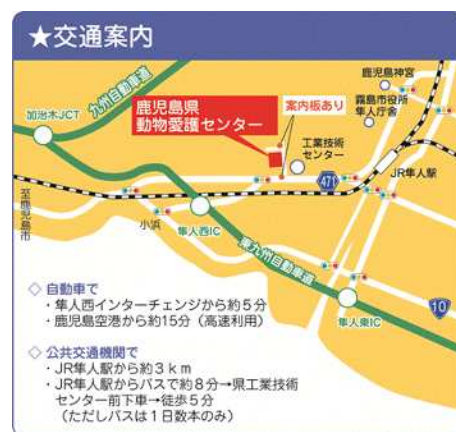 ★交通案内
鹿児島神宮
九州自動車道
加治木JCT
鹿児島県
動物愛護センター
案内板あり
霧島市役所
隼人庁舎
工業技術
センター
471
JR隼人駅
至鹿児島市
小浜
隼人西IC
東九州自動車道
隼人東IC
10
◇ 自動車で
・隼人西インターチェンジから約５分
・鹿児島空港から約15分（高速利用）
◇ 公共交通機関で
・JR隼人駅から約３ｋｍ
・JR隼人駅からバスで約８分→県工業技術
センター前下車→徒歩５分
（ただしバスは１日数本のみ）